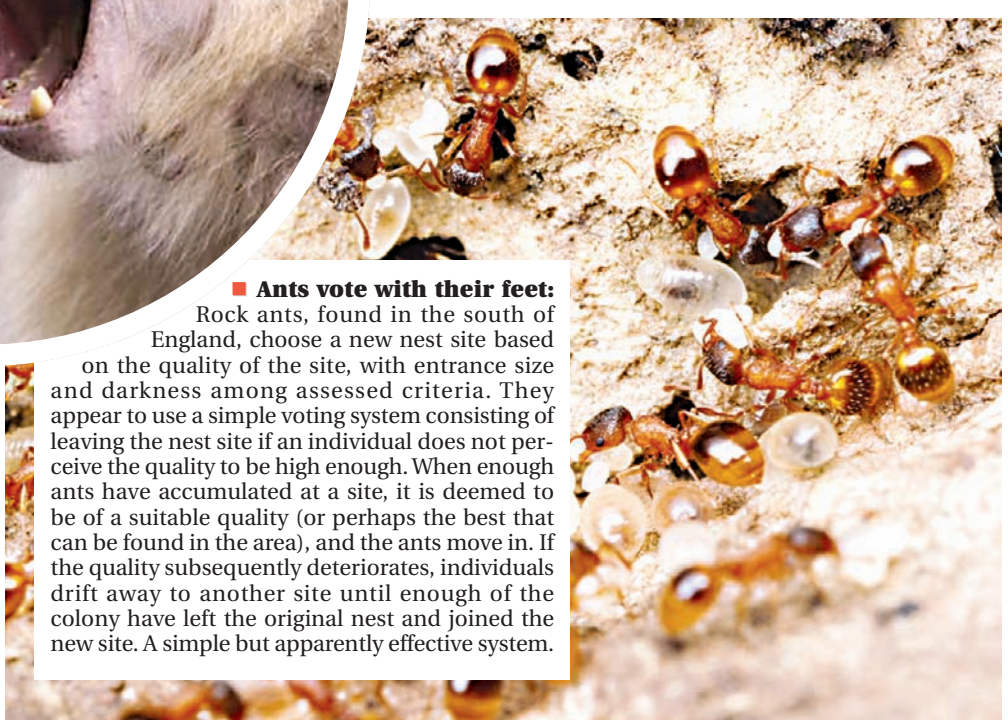 ■ Ants vote with their feet:
Rock ants, found in the south of
England, choose a new nest site based
on the quality of the site, with entrance size
and darkness among assessed criteria. They
appear to use a simple voting system consisting of
leaving the nest site if an individual does not per-
ceive the quality to be high enough. When enough
ants have accumulated at a site, it is deemed to
be of a suitable quality (or perhaps the best that
can be found in the area), and the ants move in. If
the quality subsequently deteriorates, individuals
drift away to another site until enough of the
colony have left the original nest and joined the
new site. A simple but apparently effective system.